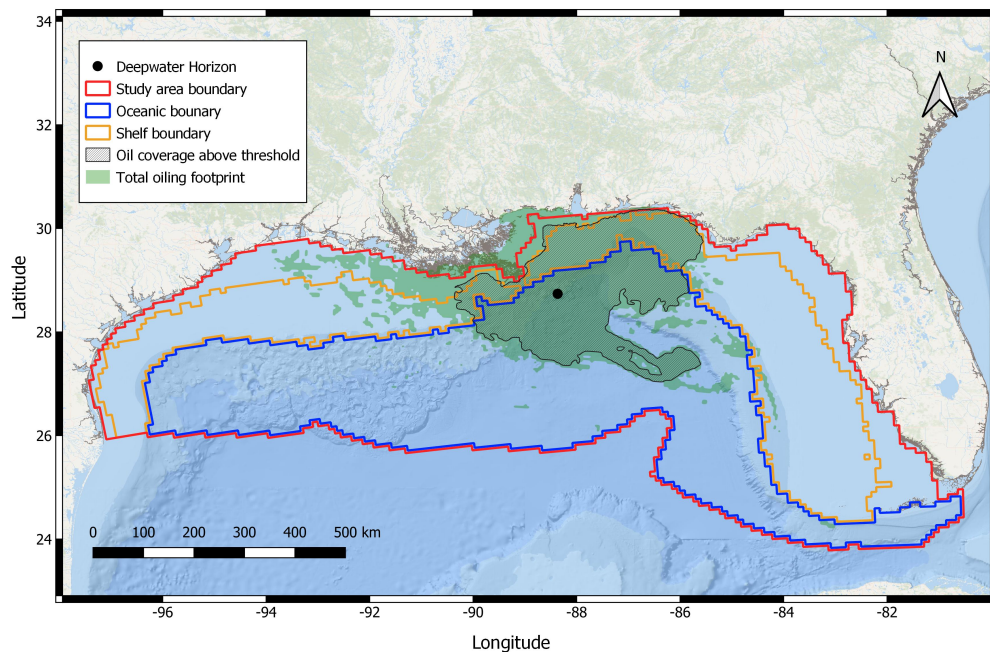 34
32
30
28
26
24
Latitude
Deepwater Horizon
Study area boundary
Oceanic bounary
Shelf boundary
Oil coverage above threshold
Total oiling footprint
N
0 100 200 300 400 500 km
-96 -94 -92 -90 -88 -86 -84 -82 -80
Longitude